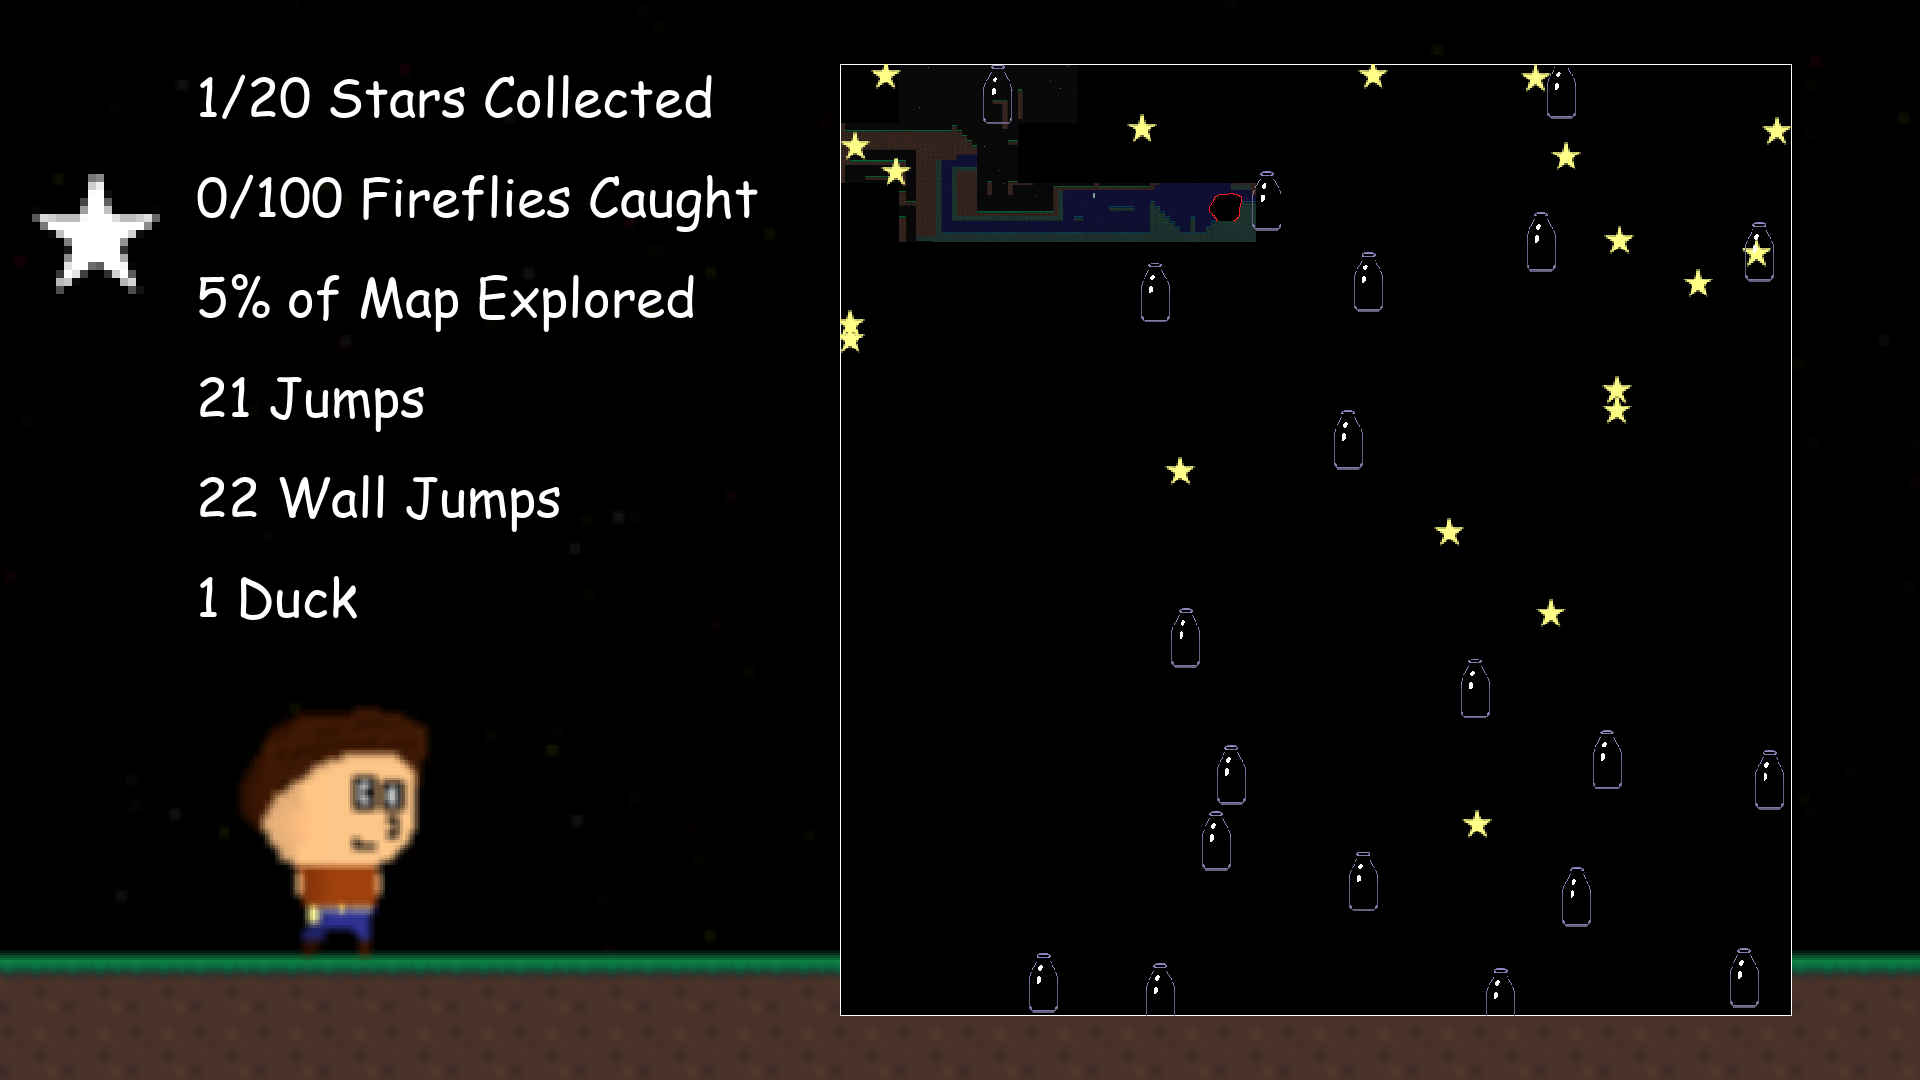 1/20 Stars Collected
0/100 Fireflies Caught
5% of Map Explored
21 Jumps
22 Wall Jumps
1 Duck